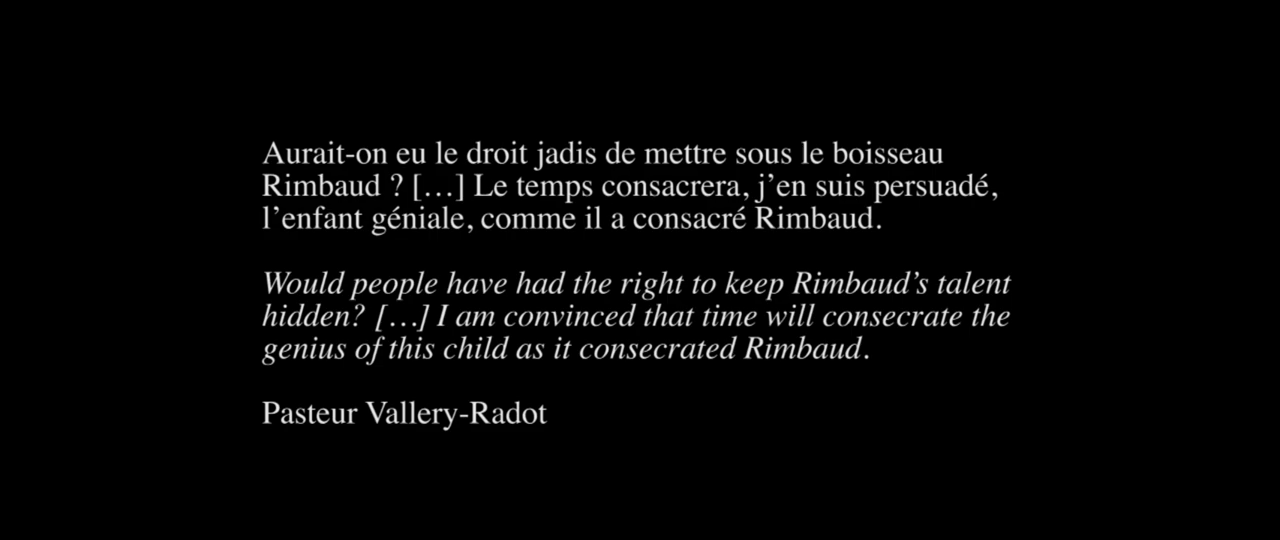 Aurait-on eu le droit jadis de mettre sous le boisseau
Rimbaud ? […] Le temps consacrera, j’en suis persuadé,
l’enfant géniale, comme il a consacré Rimbaud.
Would people have had the right to keep Rimbaud’s talent
hidden? […] I am convinced that time will consecrate the
genius of this child as it consecrated Rimbaud.
Pasteur Vallery-Radot